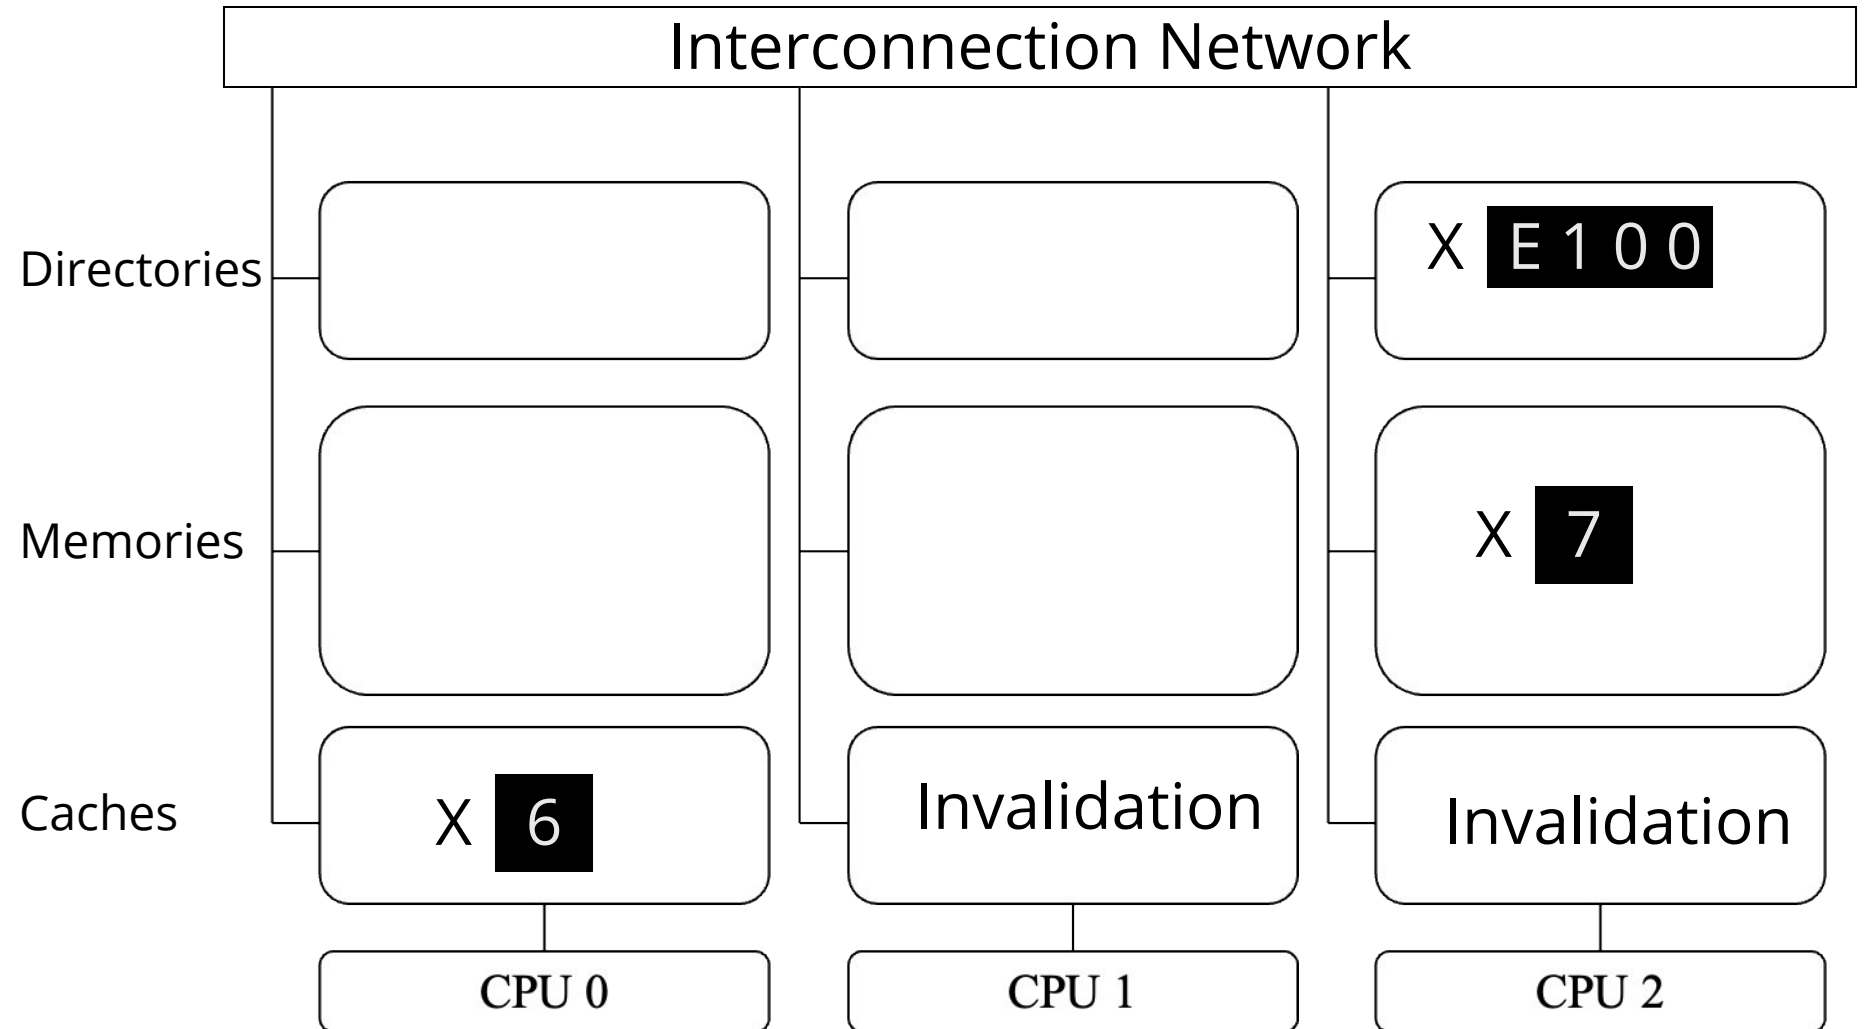 Interconnection Network
Directories
X E 1 0 0
Memories
X 7
Caches
X 6
Invalidation
Invalidation
CPU 0
CPU 1
CPU 2